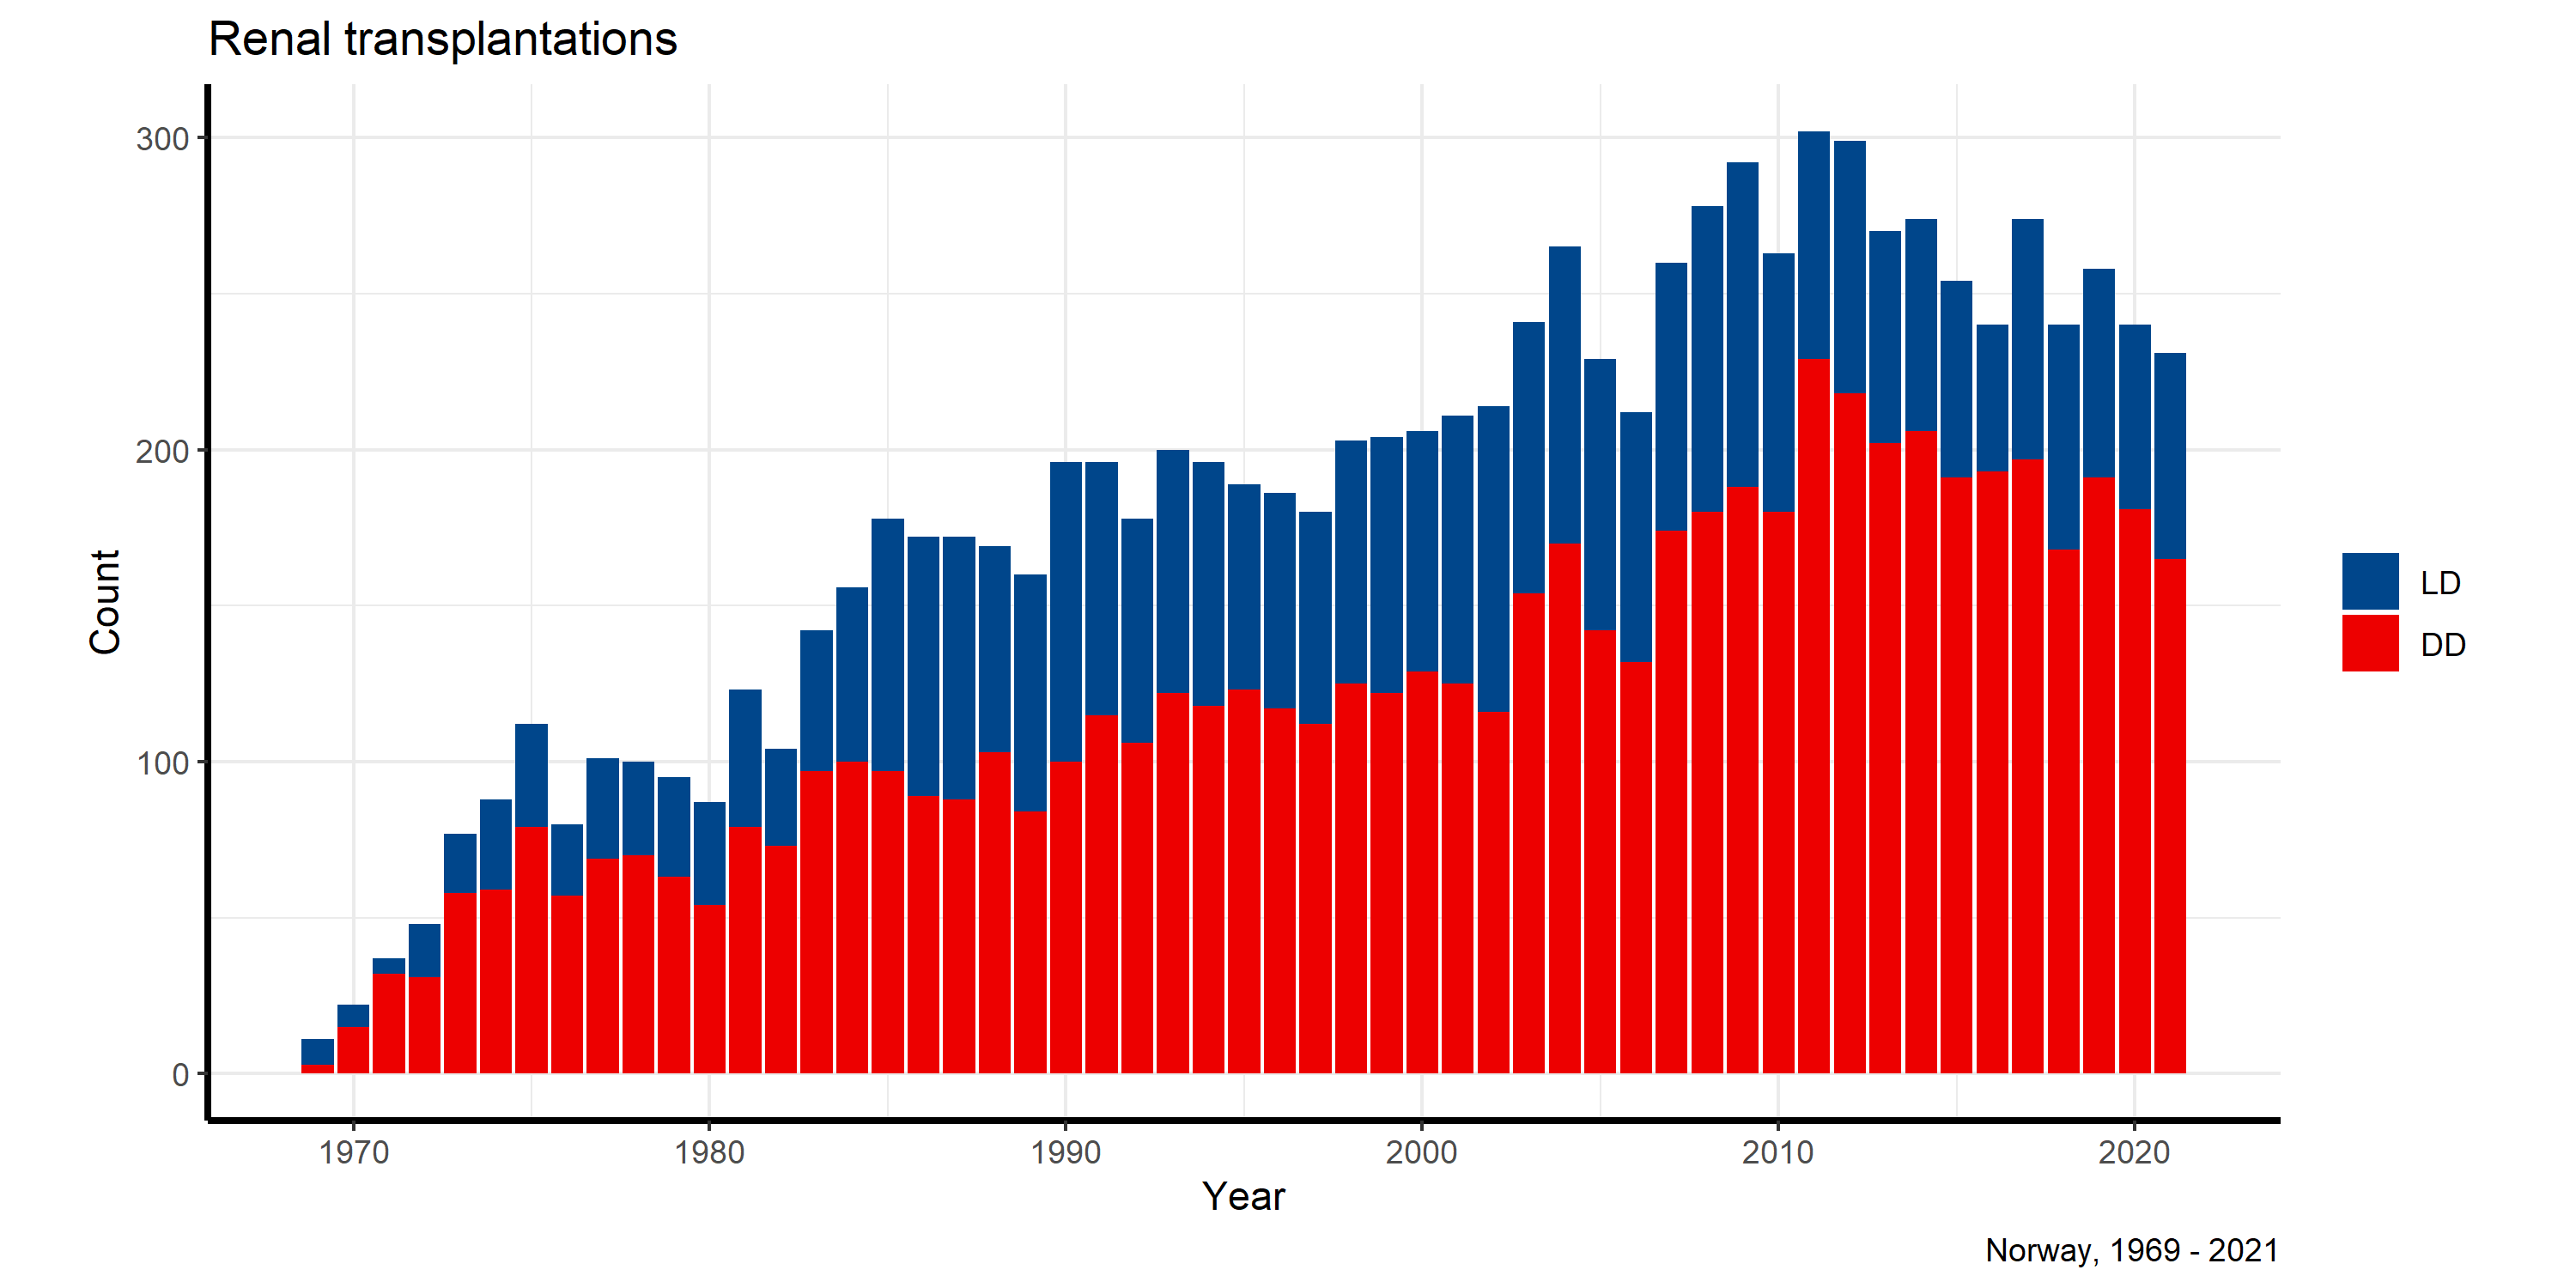 Renal transplantations
300
200
100
0
Count
1970 1980 1990 2000 2010 2020
Year
LD
DD
Norway, 1969 - 2021